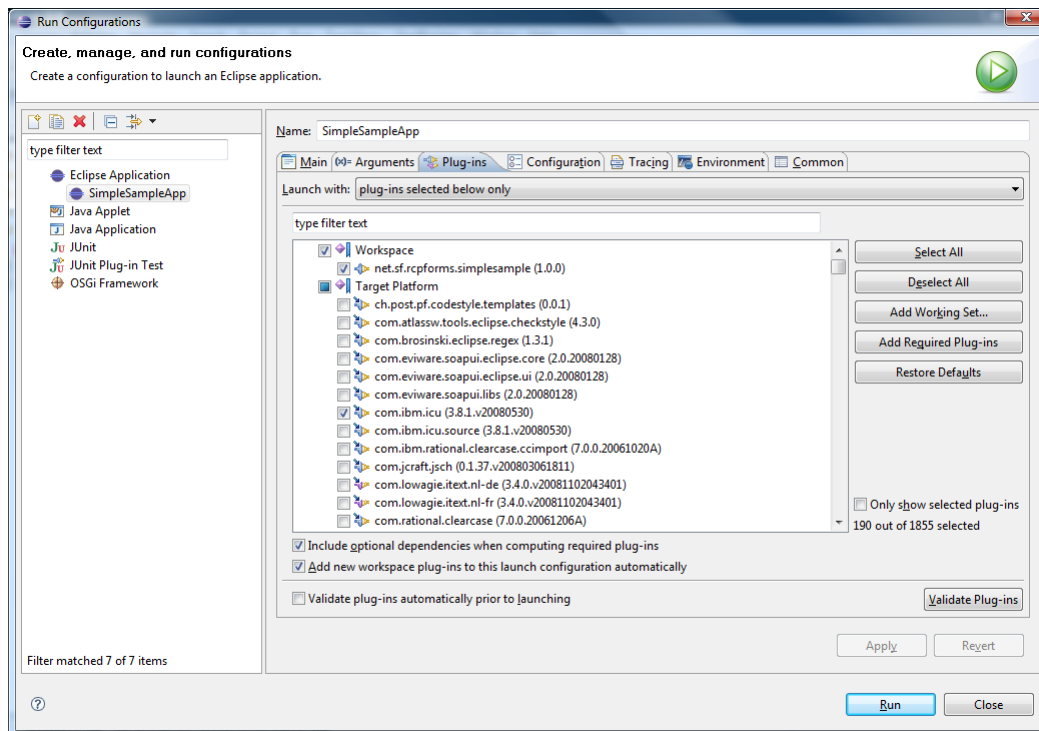 Run Configurations
Create, manage, and run configurations
Create a configuration to launch an Eclipse application.
type filter text
Eclipse Application
SimpleSampleApp
Java Applet
Java Application
JUnit
JUnit Plug-in Test
OSGi Framework
Filter matched 7 of 7 items
Name: SimpleSampleApp
Main (x)= Arguments Plug-ins Configuration Tracing Environment Common
Launch with: plug-ins selected below only
type filter text
Workspace
net.sf.rcpforms.simplesample (1.0.0)
Target Platform
ch.post.pf.codestyle.templates (0.0.1)
com.atlassw.tools.eclipse.checkstyle (4.3.0)
com.brosinski.eclipse.regex (1.3.1)
com.eviware.soapui.eclipse.core (2.0.20080128)
com.eviware.soapui.eclipse.ui (2.0.20080128)
com.eviware.soapui.libs (2.0.20080128)
com.ibm.icu (3.8.1.v20080530)
com.ibm.icu.source (3.8.1.v20080530)
com.ibm.rational.clearcase.ccimport (7.0.0.20061020A)
com.jcraft.jsch (0.1.37.v200803061811)
com.lowagie.itext.nl-de (3.4.0.v20081102043401)
com.lowagie.itext.nl-fr (3.4.0.v20081102043401)
com.rational.clearcase (7.0.0.20061206A)
Select All
Deselect All
Add Working Set...
Add Required Plug-ins
Restore Defaults
Only show selected plug-ins
190 out of 1855 selected
Include optional dependencies when computing required plug-ins
Add new workspace plug-ins to this launch configuration automatically
Validate plug-ins automatically prior to launching
Validate Plug-ins
Apply
Revert
Run
Close